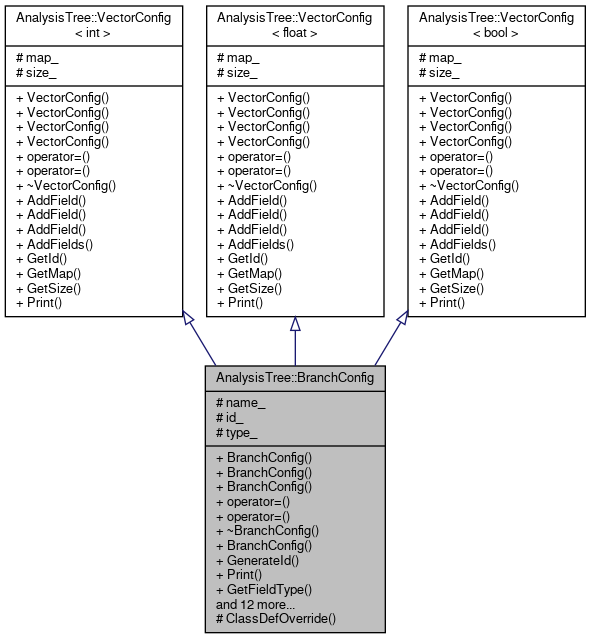 AnalysisTree::VectorConfig
< int >
# map_
# size_
+ VectorConfig()
+ VectorConfig()
+ VectorConfig()
+ VectorConfig()
+ operator=()
+ operator=()
+ ~VectorConfig()
+ AddField()
+ AddField()
+ AddField()
+ AddFields()
+ GetId()
+ GetMap()
+ GetSize()
+ Print()
AnalysisTree::VectorConfig
< float >
# map_
# size_
+ VectorConfig()
+ VectorConfig()
+ VectorConfig()
+ VectorConfig()
+ operator=()
+ operator=()
+ ~VectorConfig()
+ AddField()
+ AddField()
+ AddField()
+ AddFields()
+ GetId()
+ GetMap()
+ GetSize()
+ Print()
AnalysisTree::VectorConfig
< bool >
# map_
# size_
+ VectorConfig()
+ VectorConfig()
+ VectorConfig()
+ VectorConfig()
+ operator=()
+ operator=()
+ ~VectorConfig()
+ AddField()
+ AddField()
+ AddField()
+ AddFields()
+ GetId()
+ GetMap()
+ GetSize()
+ Print()
AnalysisTree::BranchConfig
# name_
# id_
# type_
+ BranchConfig()
+ BranchConfig()
+ BranchConfig()
+ operator=()
+ operator=()
+ ~BranchConfig()
+ BranchConfig()
+ GenerateId()
+ Print()
+ GetFieldType()
and 12 more...
# ClassDefOverride()